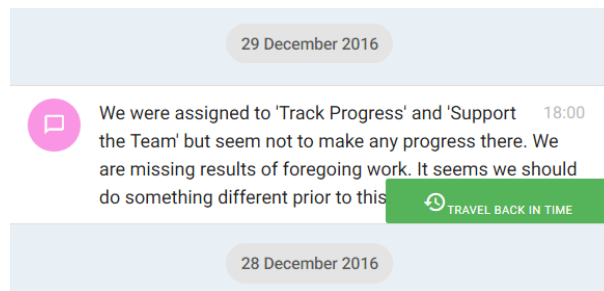 29 December 2016
We were assigned to 'Track Progress' and 'Support 18:00
the Team' but seem not to make any progress there. We
are missing results of foregoing work. It seems we should
do something different prior to this
TRAVEL BACK IN TIME
28 December 2016